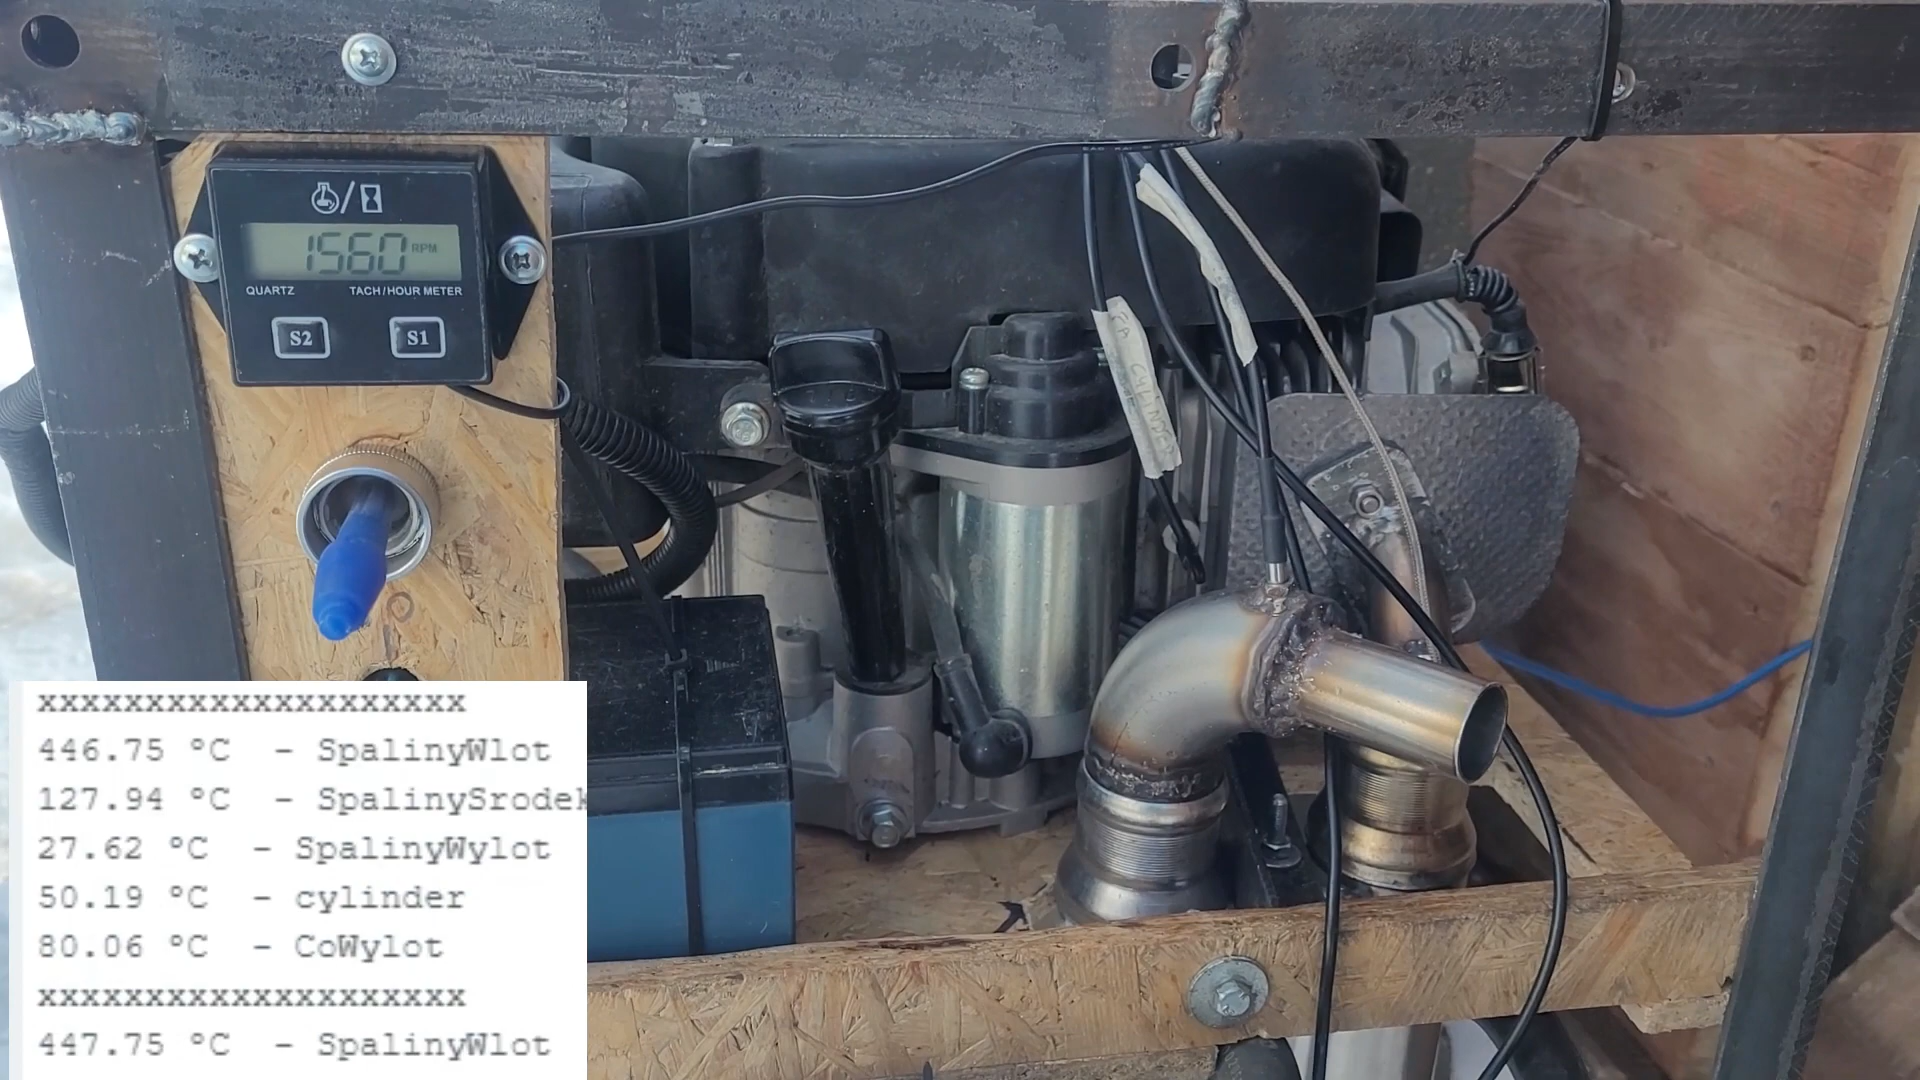 1560 RPM
QUARTZ TACH/HOUR METER
S2 S1
CYLINDER
xxxxxxxxxxxxxxxxxxxx
446.75 °C - SpalinyWlot
127.94 °C - SpalinySrodek
27.62 °C - SpalinyWylot
50.19 °C - cylinder
80.06 °C - CoWylot
xxxxxxxxxxxxxxxxxxxx
447.75 °C - SpalinyWlot